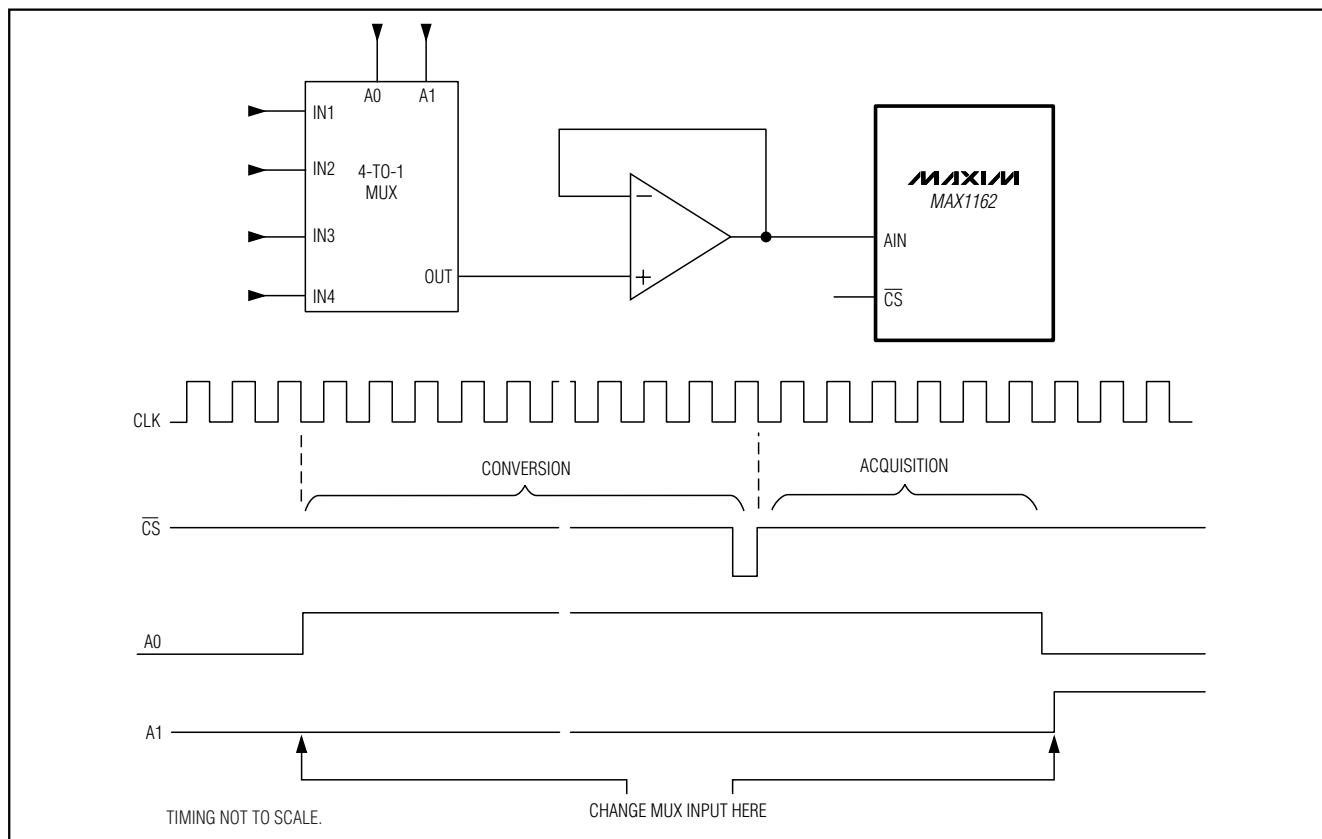 A0 A1
IN1
IN2
4-TO-1
MUX
IN3
OUT
IN4
−
+
MAXIM
MAX1162
AIN
CS
CLK
CONVERSION
ACQUISITION
CS
A0
A1
CHANGE MUX INPUT HERE
TIMING NOT TO SCALE.